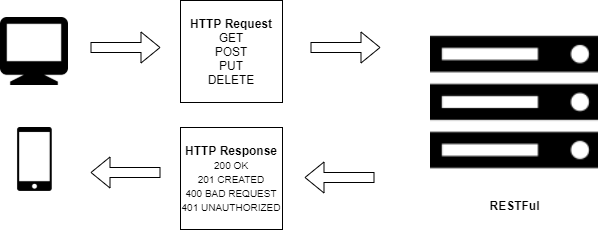 HTTP Request
GET
POST
PUT
DELETE
HTTP Response
200 OK
201 CREATED
400 BAD REQUEST
401 UNAUTHORIZED
RESTFul